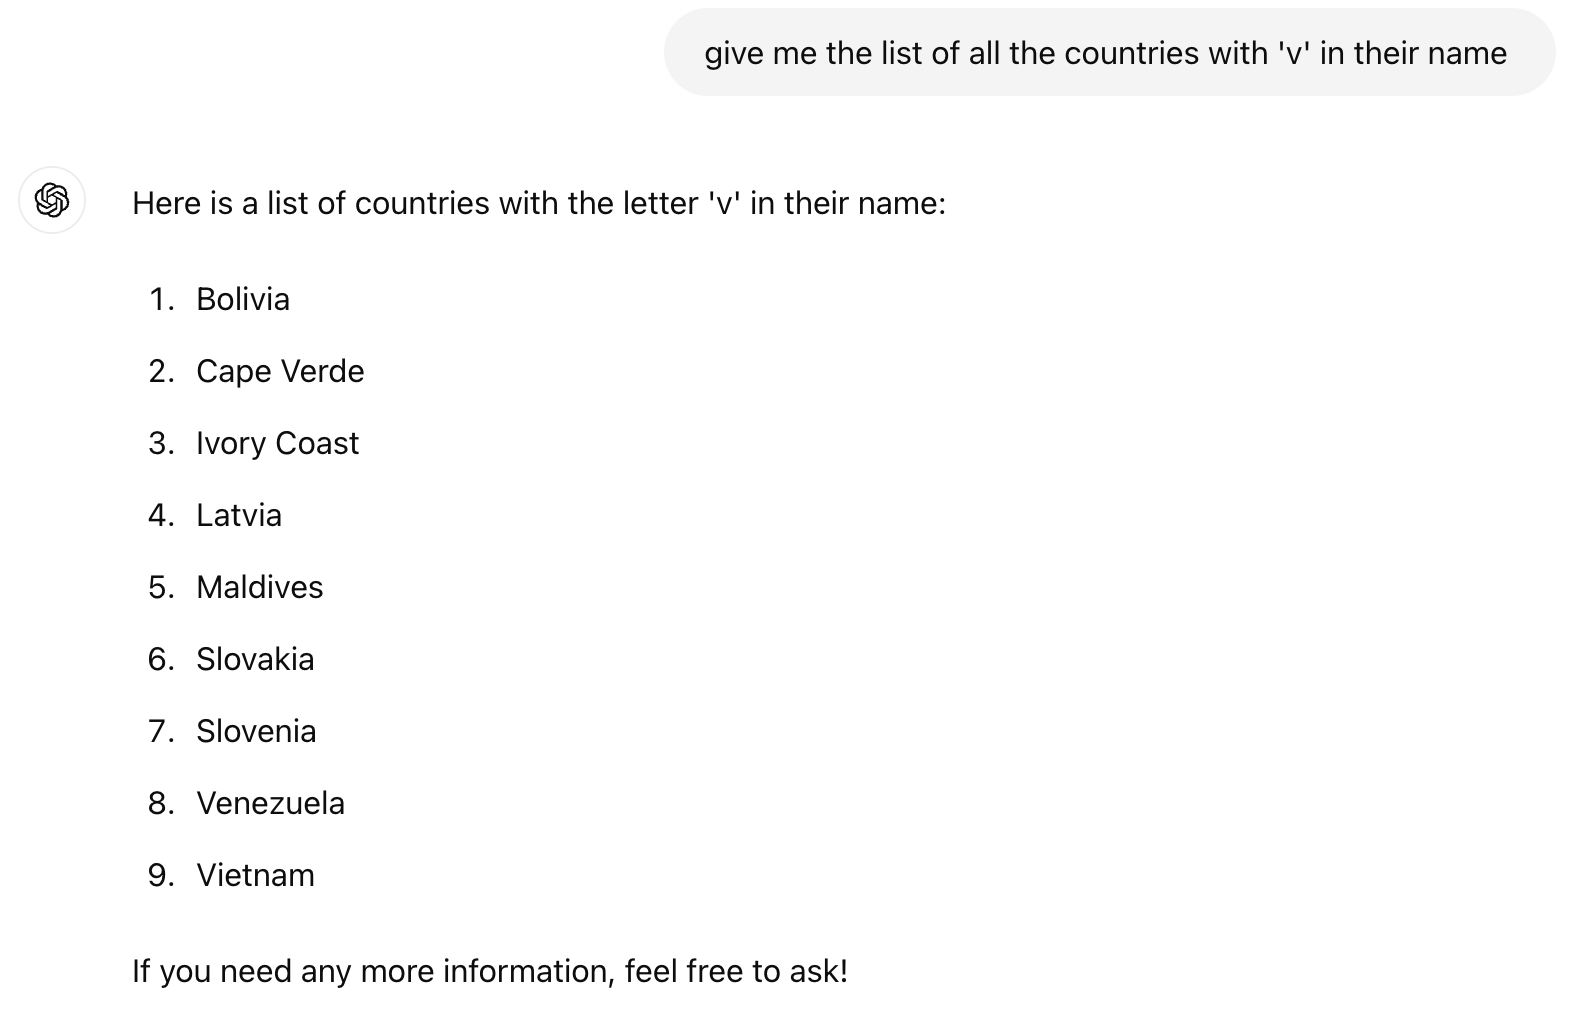 give me the list of all the countries with 'v' in their name
Here is a list of countries with the letter 'v' in their name:
1. Bolivia
2. Cape Verde
3. Ivory Coast
4. Latvia
5. Maldives
6. Slovakia
7. Slovenia
8. Venezuela
9. Vietnam
If you need any more information, feel free to ask!